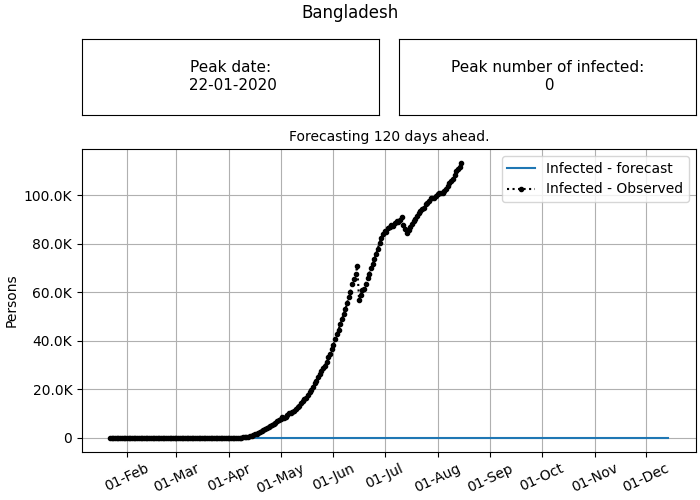 Bangladesh
Peak date:
22-01-2020
Peak number of infected:
0
Forecasting 120 days ahead.
Infected - forecast
Infected - Observed
Persons
100.0K
80.0K
60.0K
40.0K
20.0K
0
01-Feb 01-Mar 01-Apr 01-May 01-Jun 01-Jul 01-Aug 01-Sep 01-Oct 01-Nov 01-Dec